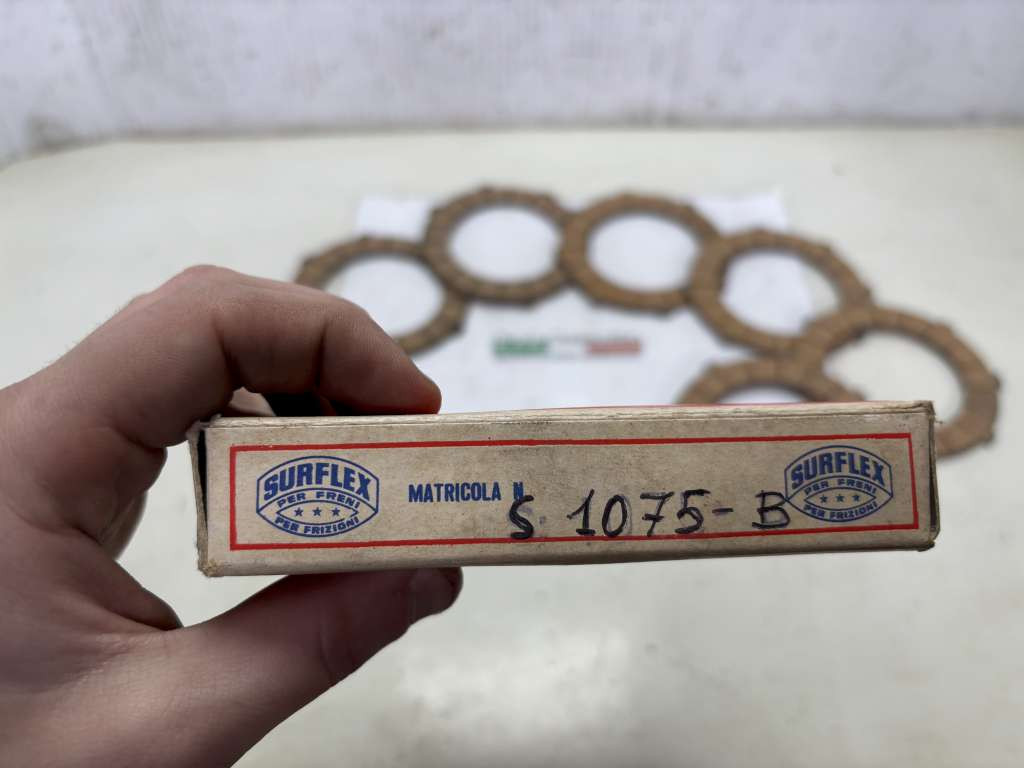 SURFLEX
PER FRENI
PER FRIZIONI
MATRICOLA N
S 1075-B
SURFLEX
PER FRENI
PER FRIZIONI